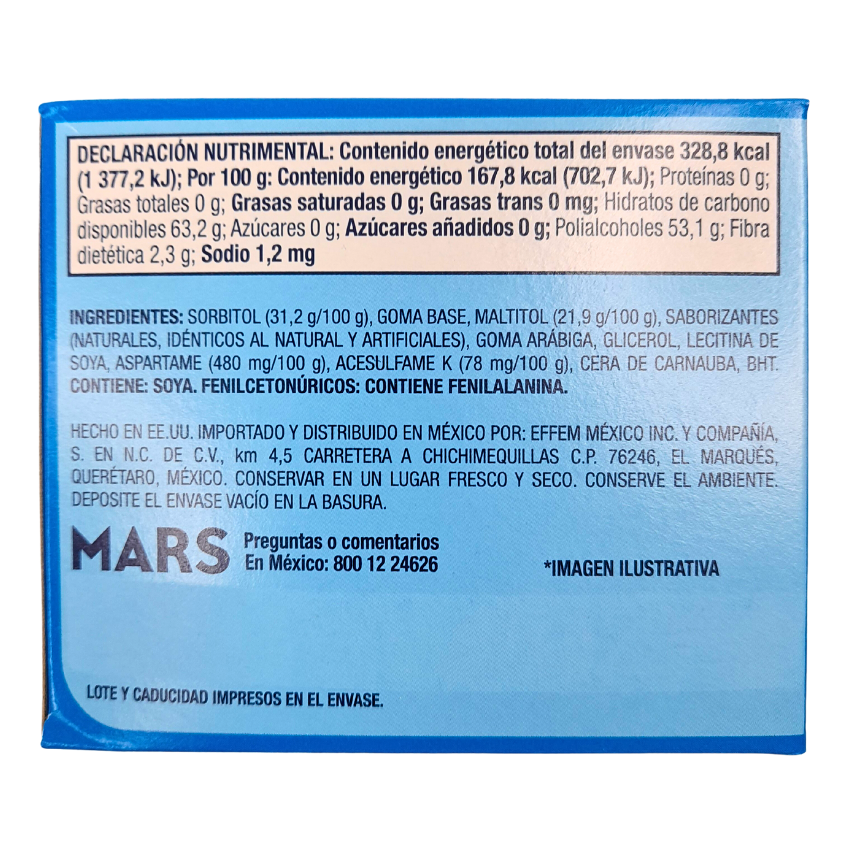 DECLARACIÓN NUTRIMENTAL: Contenido energético total del envase 328,8 kcal
(1 377,2 kJ); Por 100 g: Contenido energético 167,8 kcal (702,7 kJ); Proteínas 0 g;
Grasas totales 0 g; Grasas saturadas 0 g; Grasas trans 0 mg; Hidratos de carbono
disponibles 63,2 g; Azúcares 0 g; Azúcares añadidos 0 g; Polialcoholes 53,1 g; Fibra
dietética 2,3 g; Sodio 1,2 mg
INGREDIENTES: SORBITOL (31,2 g/100 g), GOMA BASE, MALTITOL (21,9 g/100 g), SABORIZANTES
(NATURALES, IDÉNTICOS AL NATURAL Y ARTIFICIALES), GOMA ARÁBIGA, GLICEROL, LECITINA DE
SOYA, ASPARTAME (480 mg/100 g), ACESULFAME K (78 mg/100 g), CERA DE CARNAUBA, BHT.
CONTIENE: SOYA. FENILCETONÚRICOS: CONTIENE FENILALANINA.
HECHO EN EE.UU. IMPORTADO Y DISTRIBUIDO EN MÉXICO POR: EFFEM MÉXICO INC. Y COMPAÑÍA,
S. EN N.C. DE C.V., km 4,5 CARRETERA A CHICHIMEQUILLAS C.P. 76246, EL MARQUÉS,
QUERÉTARO, MÉXICO. CONSERVAR EN UN LUGAR FRESCO Y SECO. CONSERVE EL AMBIENTE.
DEPOSITE EL ENVASE VACÍO EN LA BASURA.
MARS Preguntas o comentarios
En México: 800 12 24626
*IMAGEN ILUSTRATIVA
LOTE Y CADUCIDAD IMPRESOS EN EL ENVASE.